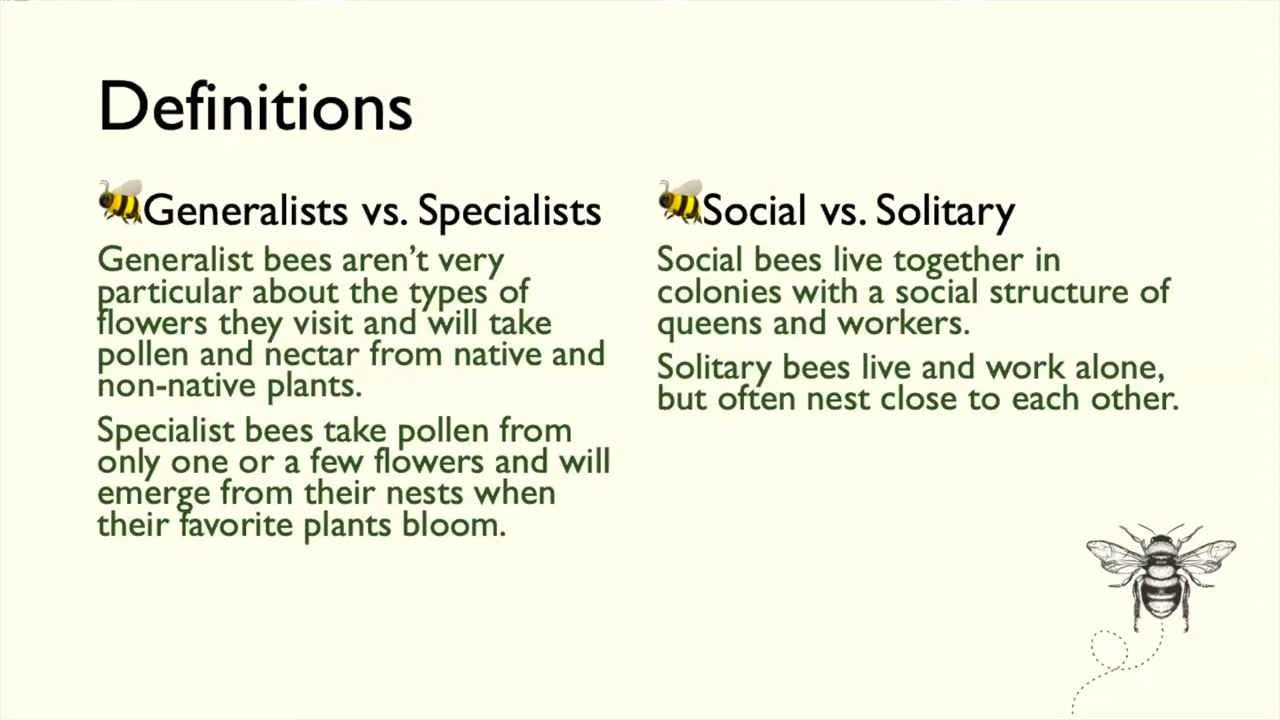 Definitions
Generalists vs. Specialists
Generalist bees aren't very
particular about the types of
flowers they visit and will take
pollen and nectar from native and
non-native plants.
Specialist bees take pollen from
only one or a few flowers and will
emerge from their nests when
their favorite plants bloom.
Social vs. Solitary
Social bees live together in
colonies with a social structure of
queens and workers.
Solitary bees live and work alone,
but often nest close to each other.